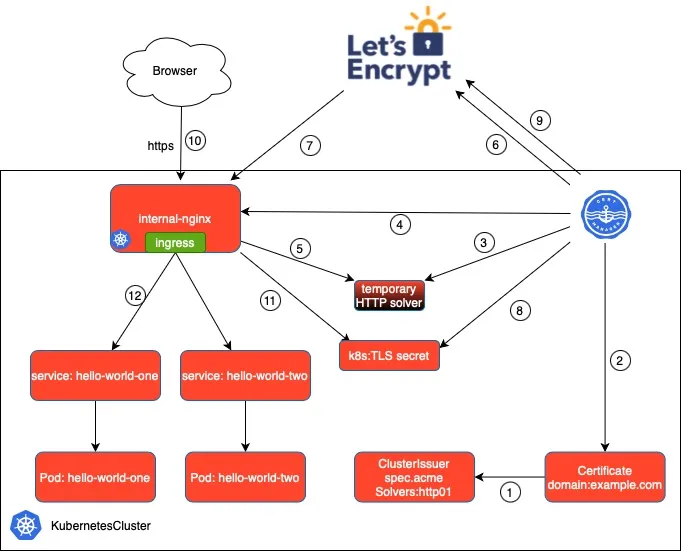 Let's
Encrypt
Browser
https
10
7
6
9
internal-nginx
ingress
CERT
MANAGER
4
5
3
temporary
HTTP solver
12
11
8
k8s:TLS secret
service: hello-world-one
service: hello-world-two
2
Pod: hello-world-one
Pod: hello-world-two
ClusterIssuer
spec.acme
Solvers:http01
1
Certificate
domain:example.com
KubernetesCluster